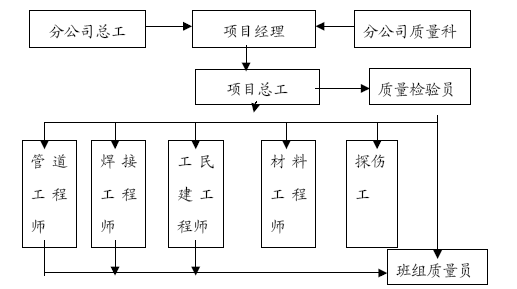 分公司总工
项目经理
分公司质量科
项目总工
质量检验员
管道
工程
师
焊接
工程
师
工民
建工
程师
材料
工程
师
探伤
工
班组质量员